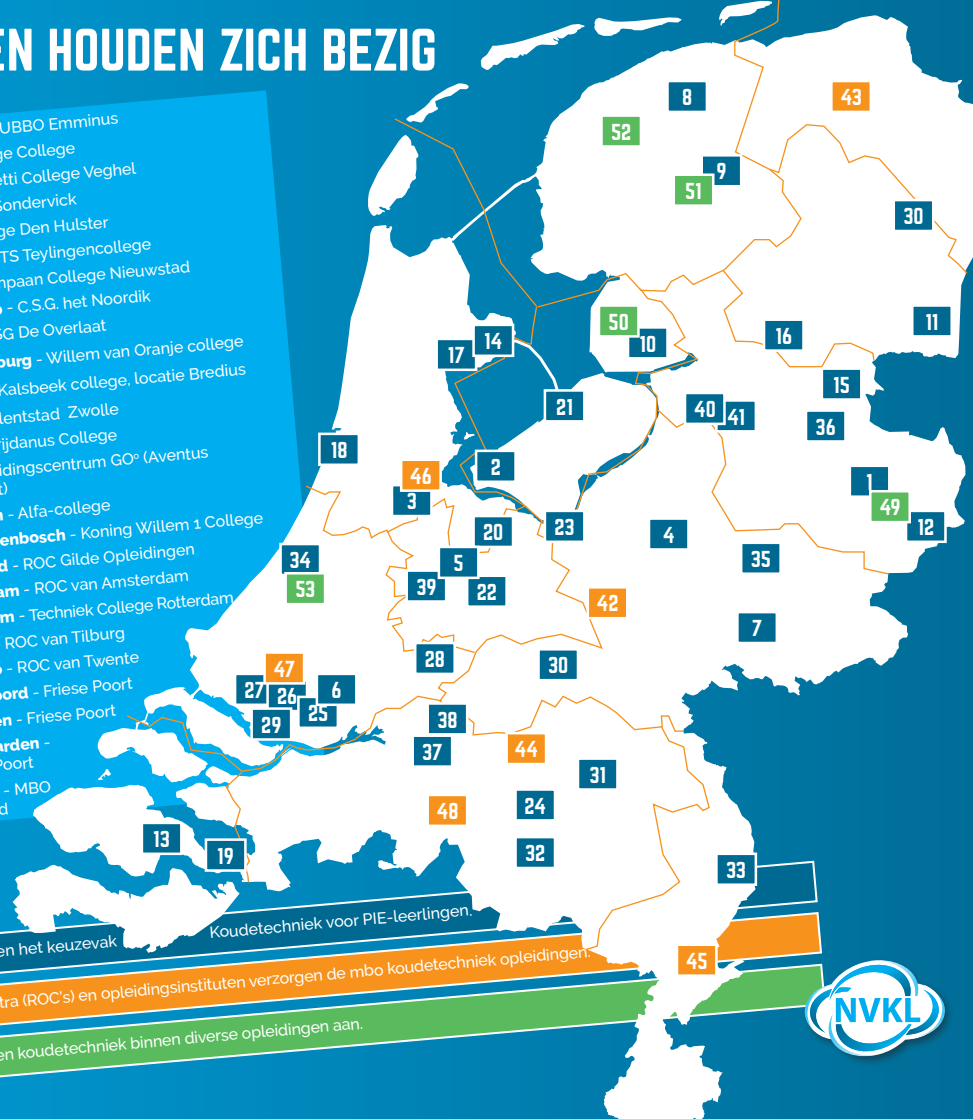 EN HOUDEN ZICH BEZIG
UBBO Emminus
ge College
etti College Veghel
Sondervick
ge Den Hulster
TS Teylingencollege
mpaan College Nieuwstad
o - C.S.G. het Noordik
SG De Overlaat
burg - Willem van Oranje college
Kalsbeek college, locatie Bredius
lentstad Zwolle
rijdanus College
idingscentrum GO° (Aventus
t)
n - Alfa-college
enbosch - Koning Willem 1 College
d - ROC Gilde Opleidingen
am - ROC van Amsterdam
m - Techniek College Rotterdam
ROC van Tilburg
o - ROC van Twente
oord - Friese Poort
en - Friese Poort
arden -
Poort
- MBO
d
8
43
52
9
51
30
50
10
11
16
14
17
15
21
40
41
36
18
2
46
3
1
49
12
23
20
4
34
5
35
53
39
22
42
7
28
30
47
27
26
6
25
29
38
37
44
31
48
24
13
19
32
33
45
en het keuzevak
Koudetechniek voor PIE-leerlingen.
tra (ROC's) en opleidingsinstituten verzorgen de mbo koudetechniek opleidingen.
en koudetechniek binnen diverse opleidingen aan.
NVKL